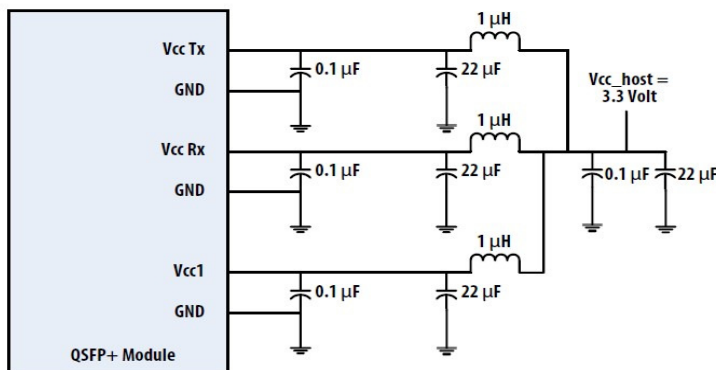 1 µH
Vcc Tx
0.1 µF
22 µF
GND
Vcc_host =
3.3 Volt
1 µH
Vcc Rx
0.1 µF
22 µF
0.1 µF
22 µF
GND
1 µH
Vcc1
0.1 µF
22 µF
GND
QSFP+ Module